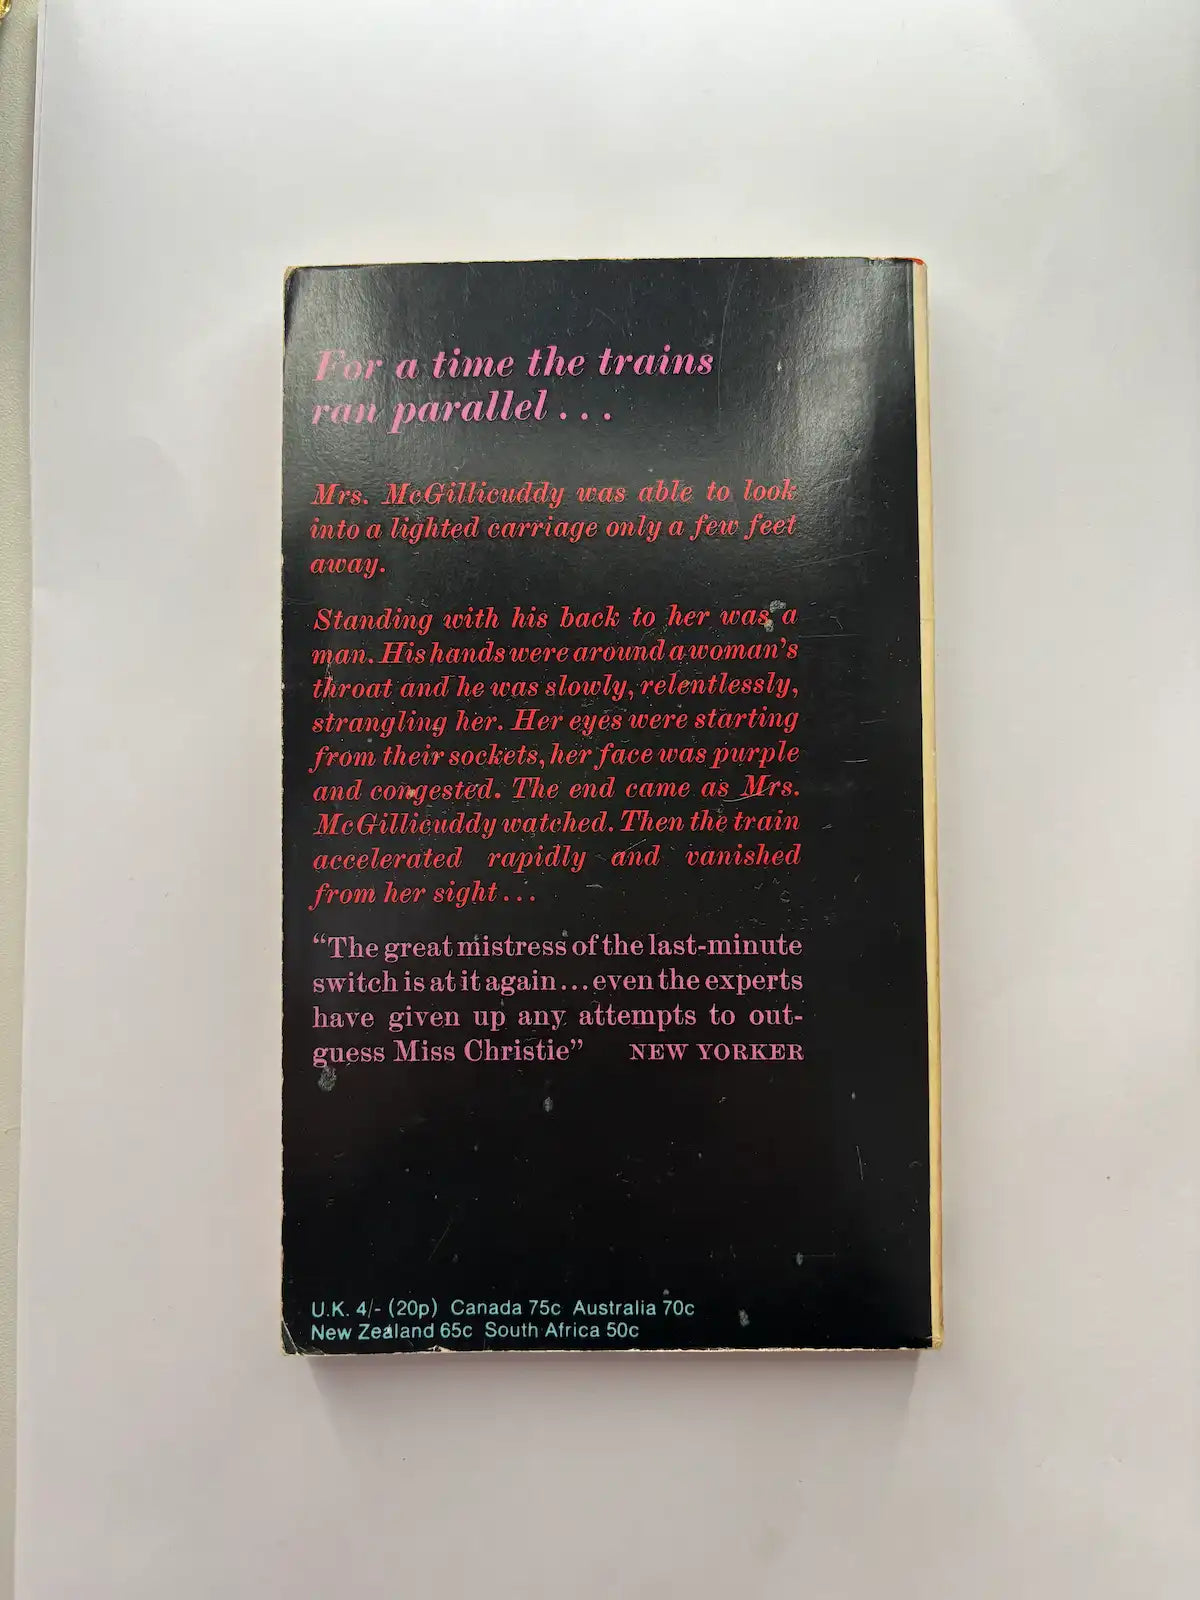 For a time the trains
ran parallel . . .
Mrs. McGillicuddy was able to look
into a lighted carriage only a few feet
away.
Standing with his back to her was a
man. His hands were around a woman's
throat and he was slowly, relentlessly,
strangling her. Her eyes were starting
from their sockets, her face was purple
and congested. The end came as Mrs.
McGillicuddy watched. Then the train
accelerated rapidly and vanished
from her sight . . .
“The great mistress of the last-minute
switch is at it again . . . even the experts
have given up any attempts to out-
guess Miss Christie” NEW YORKER
U.K. 4/- (20p) Canada 75c Australia 70c
New Zealand 65c South Africa 50c